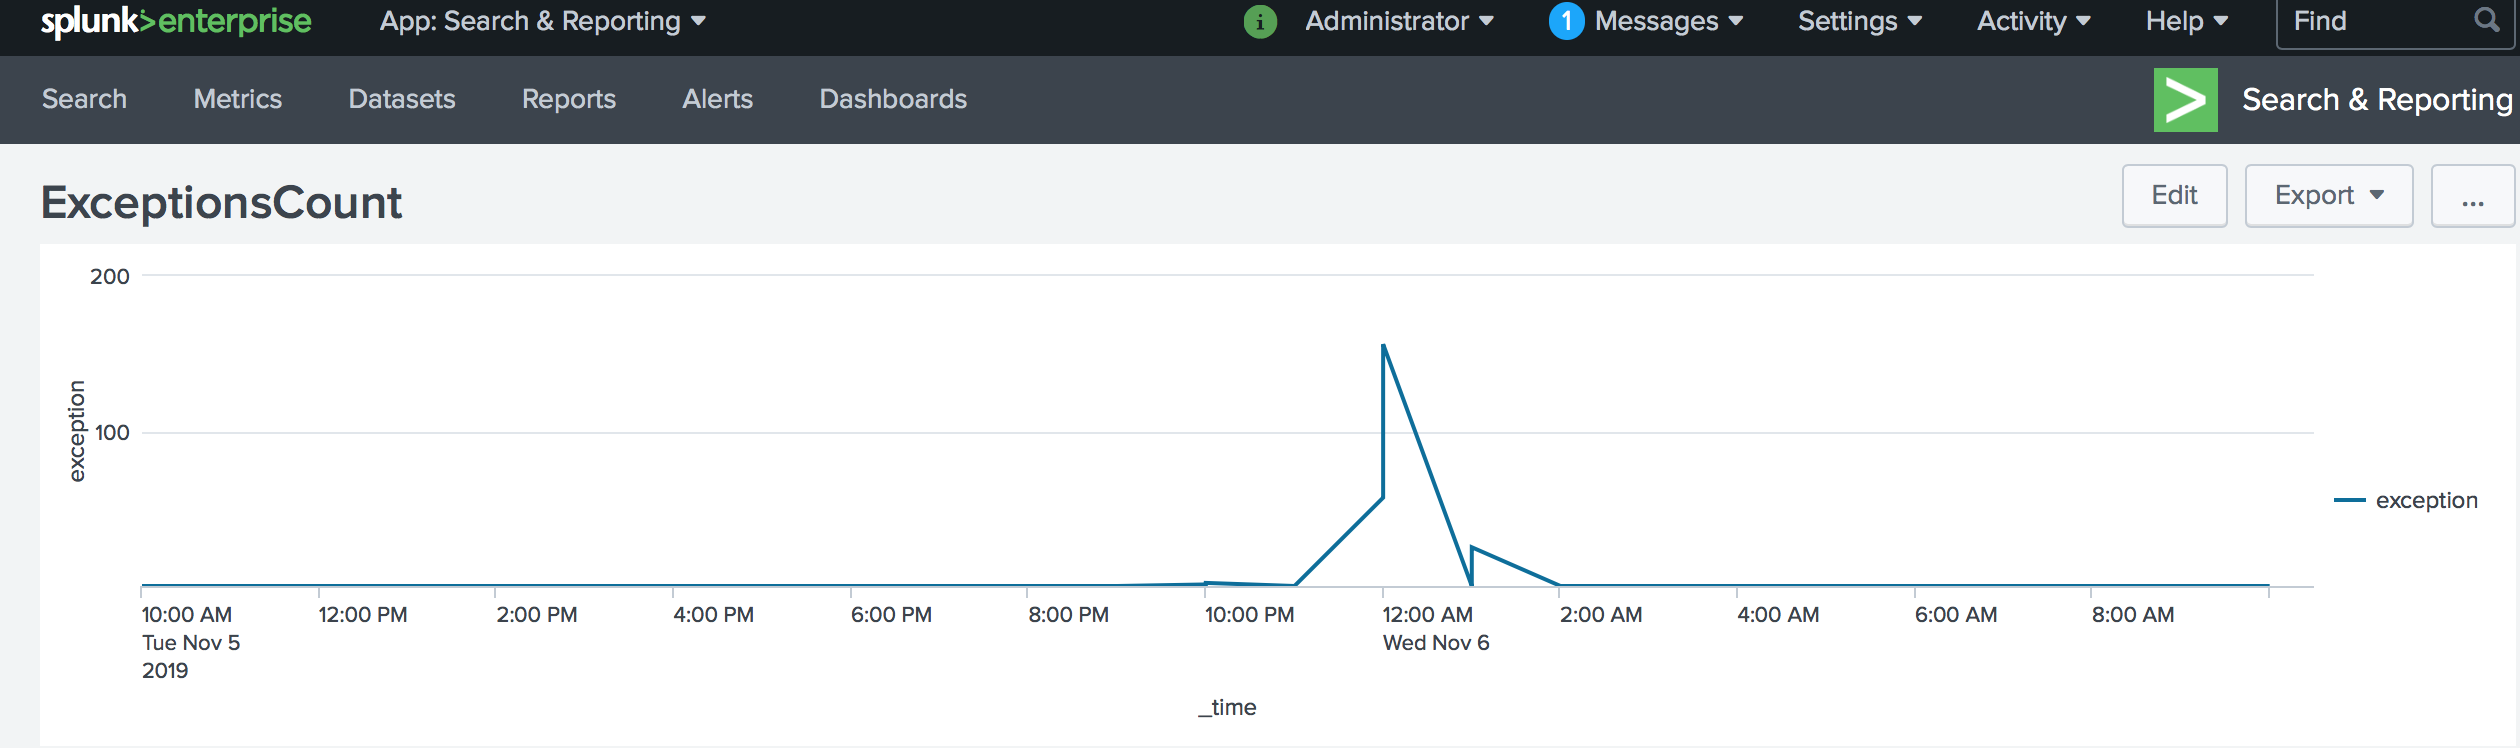 splunk>enterprise App: Search & Reporting i Administrator 1 Messages Settings Activity Help Find
Search Metrics Datasets Reports Alerts Dashboards Search & Reporting
ExceptionsCount Edit Export ...
200
100
exception
exception
10:00 AM 12:00 PM 2:00 PM 4:00 PM 6:00 PM 8:00 PM 10:00 PM 12:00 AM 2:00 AM 4:00 AM 6:00 AM 8:00 AM
Tue Nov 5 Wed Nov 6
2019
_time